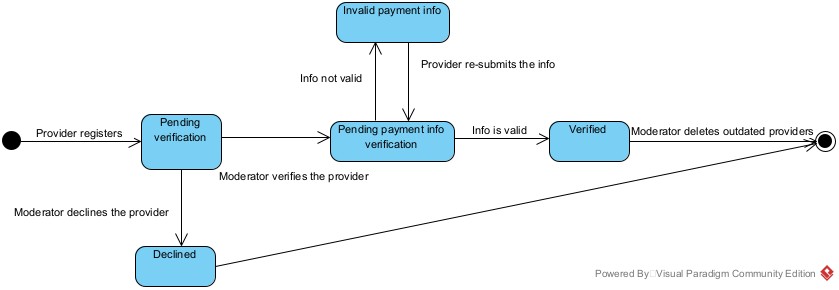 Invalid payment info
Info not valid
Provider re-submits the info
Provider registers
Pending
verification
Moderator verifies the provider
Pending payment info
verification
Info is valid
Verified
Moderator deletes outdated providers
Moderator declines the provider
Declined
Powered By Visual Paradigm Community Edition